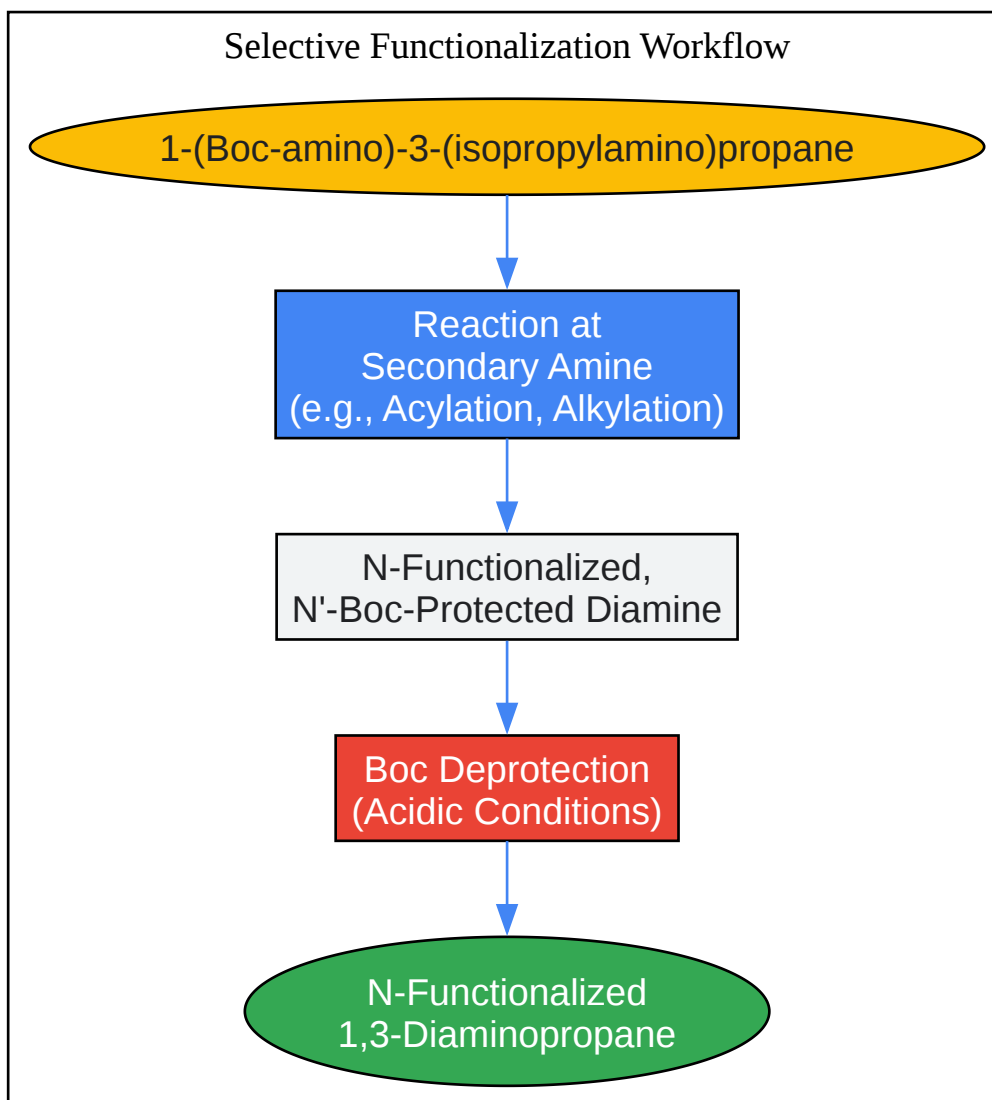 Selective Functionalization Workflow
1-(Boc-amino)-3-(isopropylamino)propane
Reaction at
Secondary Amine
(e.g., Acylation, Alkylation)
N-Functionalized,
N'-Boc-Protected Diamine
Boc Deprotection
(Acidic Conditions)
N-Functionalized
1,3-Diaminopropane